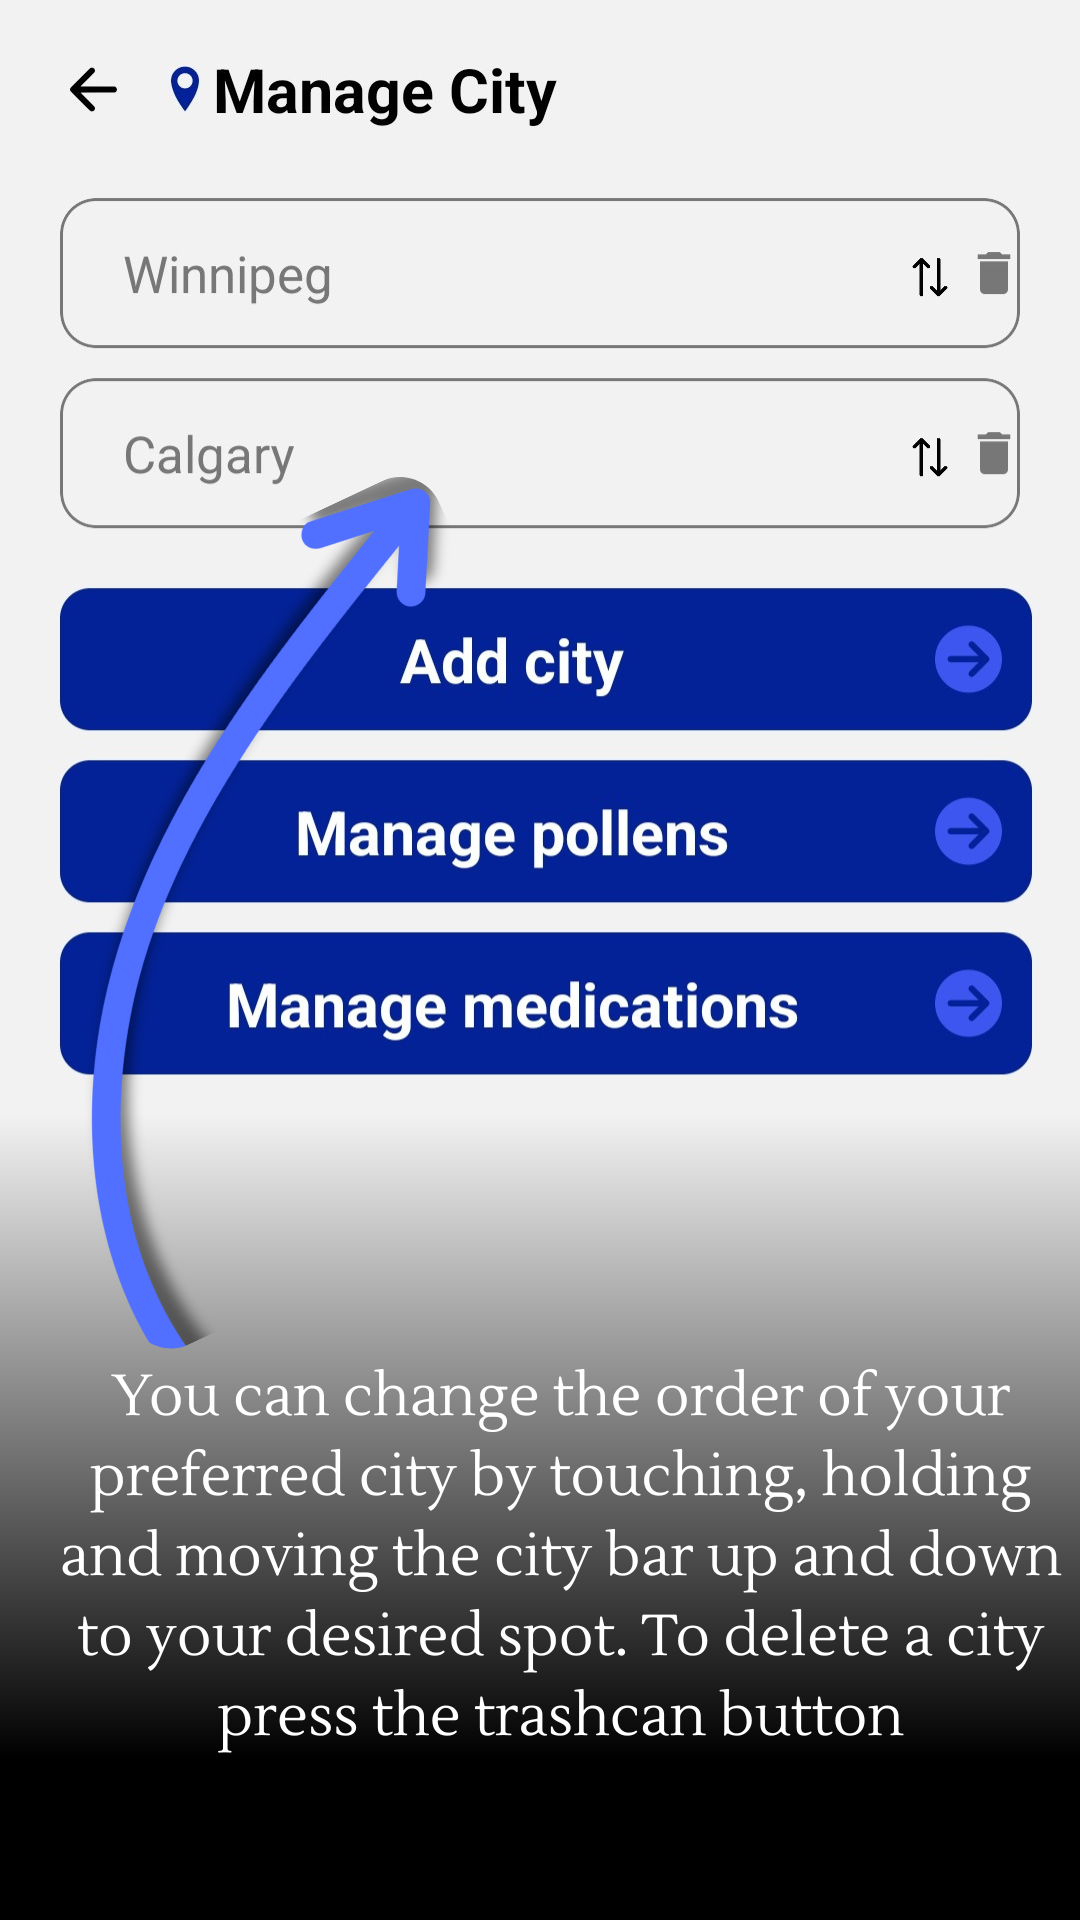 Manage City
Winnipeg
Calgary
Add city
Manage pollens
Manage medications
You can change the order of your
preferred city by touching, holding
and moving the city bar up and down
to your desired spot. To delete a city
press the trashcan button